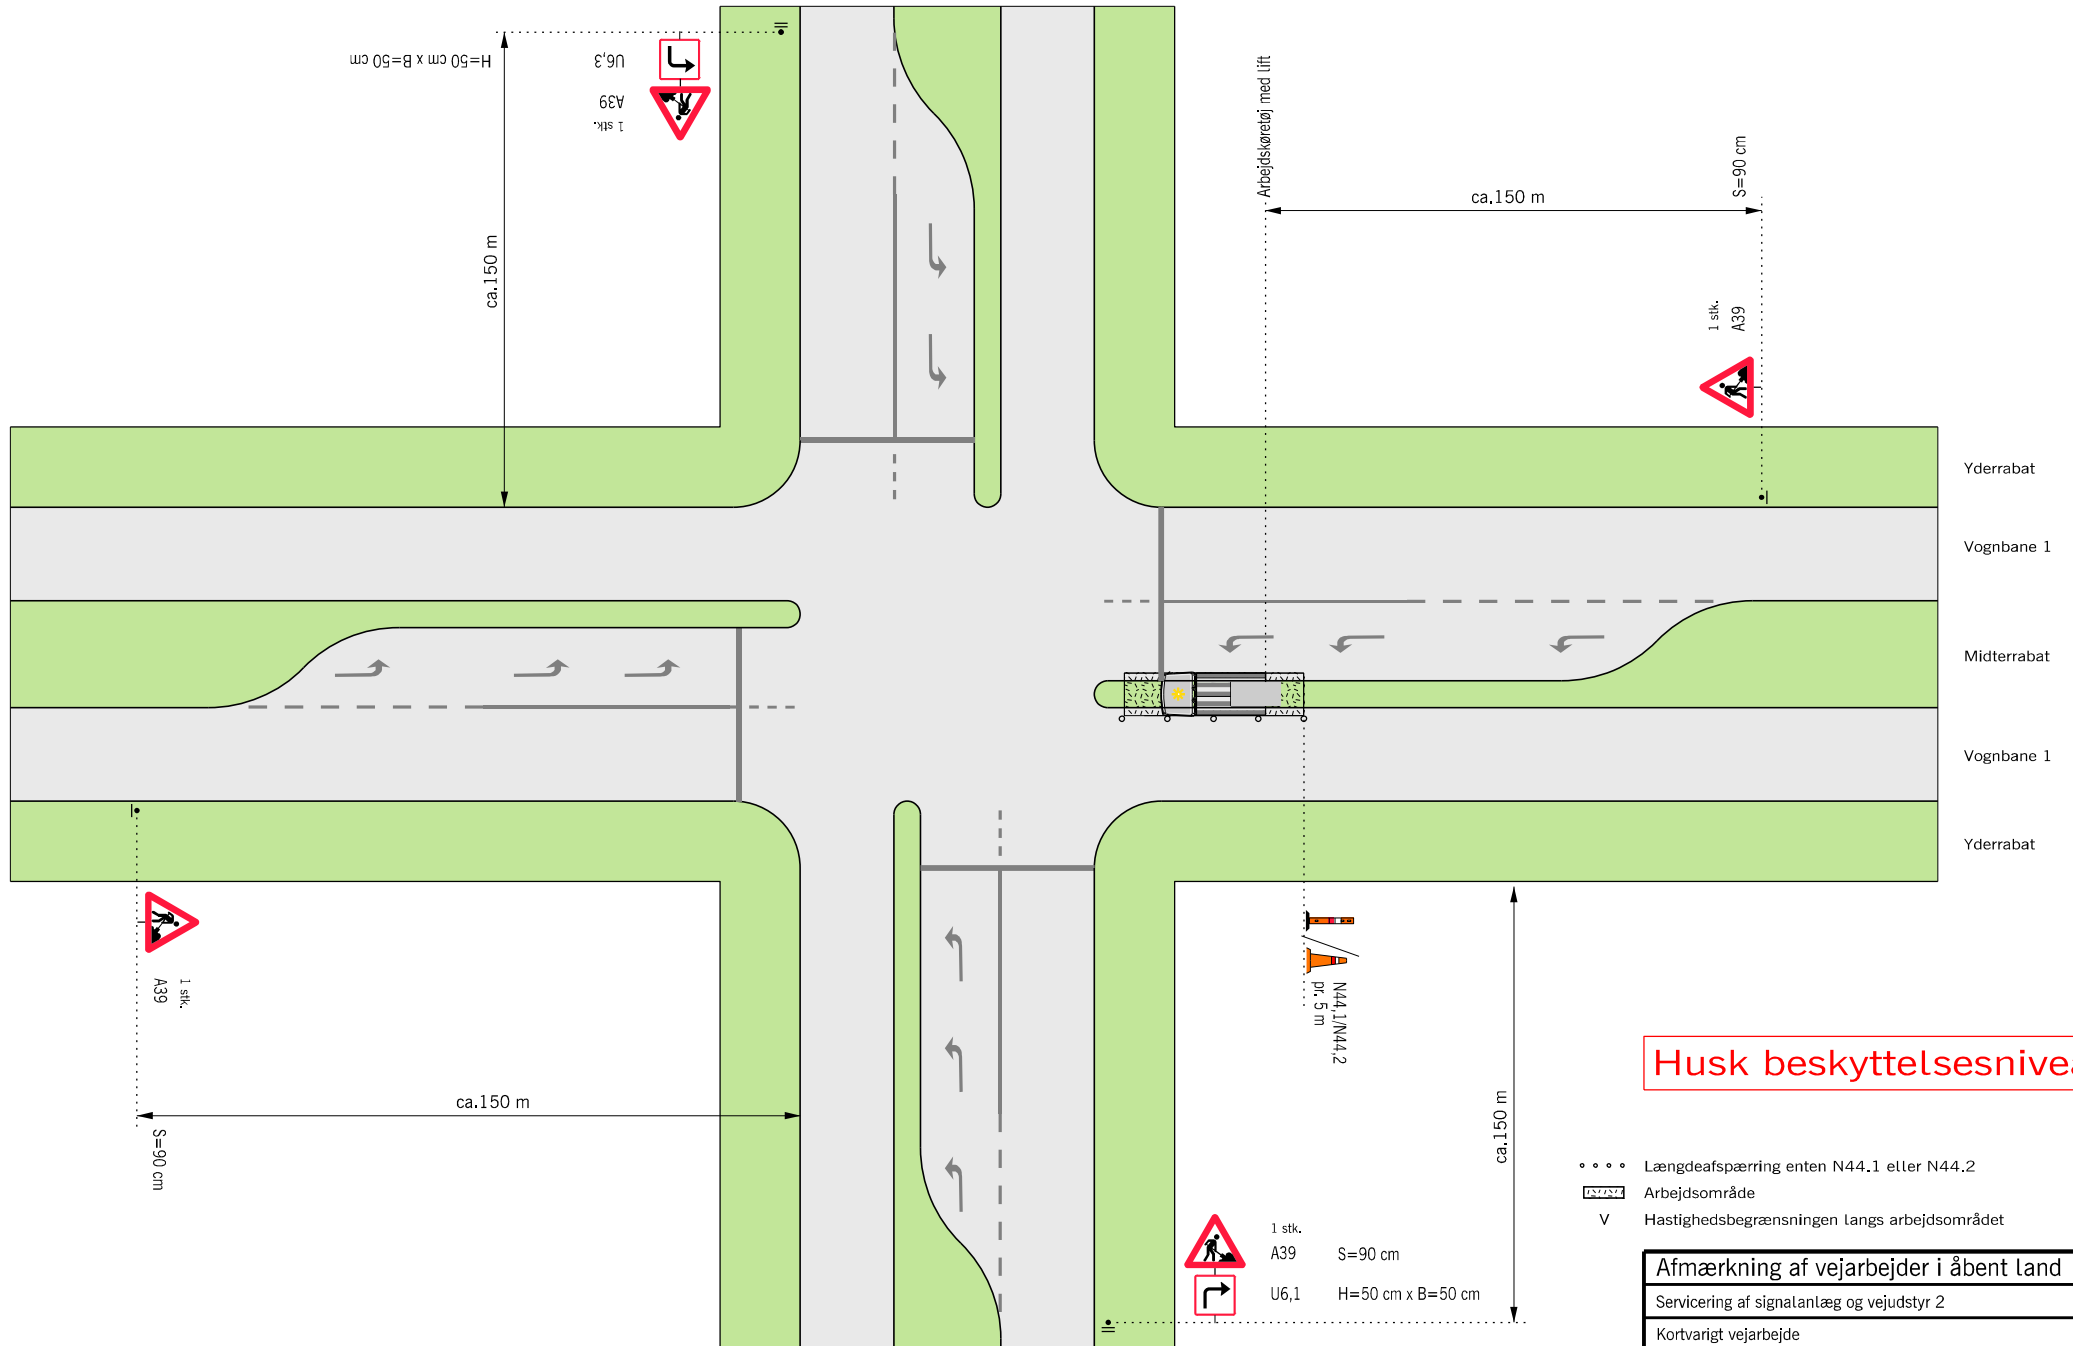 H=50 cm x B=50 cm
U6,3
A39
1 stk.
ca.150 m
Arbejdskøretøj med lift
ca.150 m
S=90 cm
1 stk.
A39
Yderrabat
Vognbane 1
Midterrabat
Vognbane 1
Yderrabat
1 stk.
A39
ca.150 m
S=90 cm
N44,1/N44,2
pr. 5 m
ca.150 m
1 stk.
A39 S=90 cm
U6,1 H=50 cm x B=50 cm
Husk beskyttelsesnivea
Længdeafspærring enten N44.1 eller N44.2
Arbejdsområde
V Hastighedsbegrænsningen langs arbejdsområdet
Afmærkning af vejarbejder i åbent land
Servicering af signalanlæg og vejudstyr 2
Kortvarigt vejarbejde